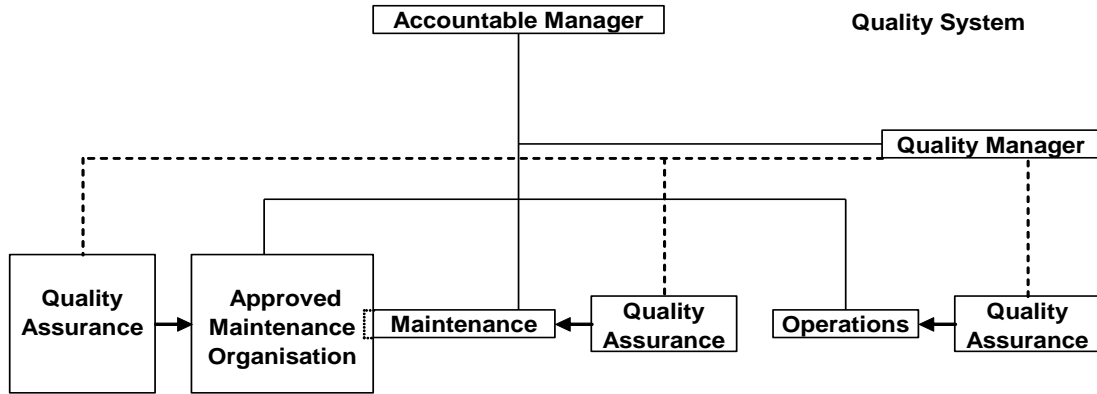 Accountable Manager
Quality System
Quality Manager
Quality
Assurance
Approved
Maintenance
Organisation
Maintenance
Quality
Assurance
Operations
Quality
Assurance